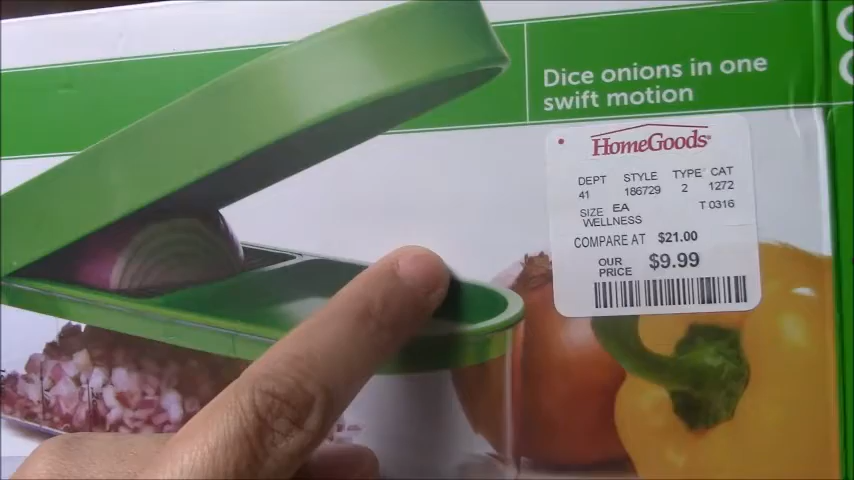 Dice onions in one
swift motion
HomeGoods
DEPT STYLE TYPE CAT
41 186729 2 1272
SIZE EA T 0316
WELLNESS
COMPARE AT $21.00
OUR PRICE $9.99